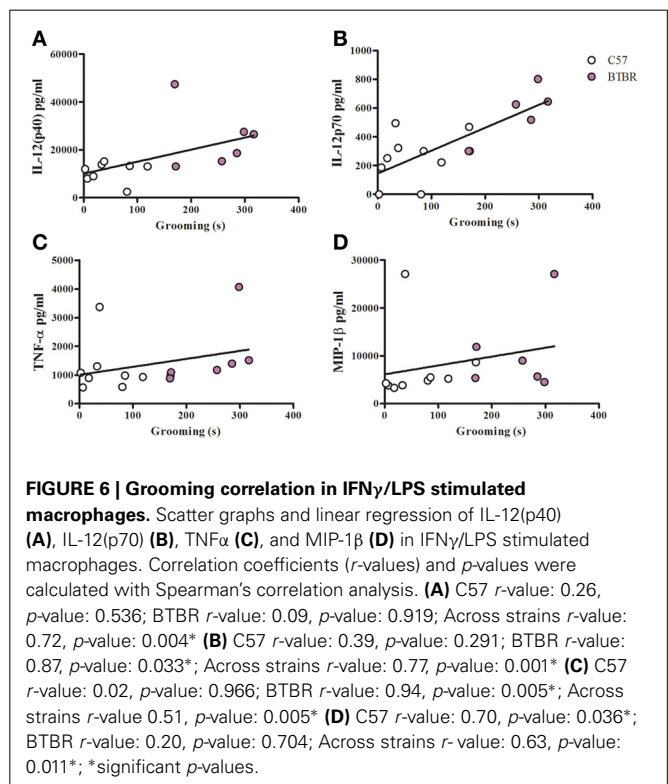 A
60000
40000
20000
0
IL-12(p40) pg/ml
0 100 200 300 400
Grooming (s)
B
1000
800
600
400
200
0
IL-12p70 pg/ml
0 100 200 300 400
Grooming (s)
C57
BTBR
C
5000
4000
3000
2000
1000
0
TNF-α pg/ml
0 100 200 300 400
Grooming (s)
D
30000
20000
10000
0
MIP-1β pg/ml
0 100 200 300 400
Grooming (s)
FIGURE 6 | Grooming correlation in IFNγ/LPS stimulated
macrophages. Scatter graphs and linear regression of IL-12(p40)
(A), IL-12(p70) (B), TNFα (C), and MIP-1β (D) in IFNγ/LPS stimulated
macrophages. Correlation coefficients (r-values) and p-values were
calculated with Spearman's correlation analysis. (A) C57 r-value: 0.26,
p-value: 0.536; BTBR r-value: 0.09, p-value: 0.919; Across strains r-value:
0.72, p-value: 0.004* (B) C57 r-value: 0.39, p-value: 0.291; BTBR r-value:
0.87, p-value: 0.033*; Across strains r-value: 0.77, p-value: 0.001* (C) C57
r-value: 0.02, p-value: 0.966; BTBR r-value: 0.94, p-value: 0.005*; Across
strains r-value 0.51, p-value: 0.005* (D) C57 r-value: 0.70, p-value: 0.036*;
BTBR r-value: 0.20, p-value: 0.704; Across strains r- value: 0.63, p-value:
0.011*; *significant p-values.